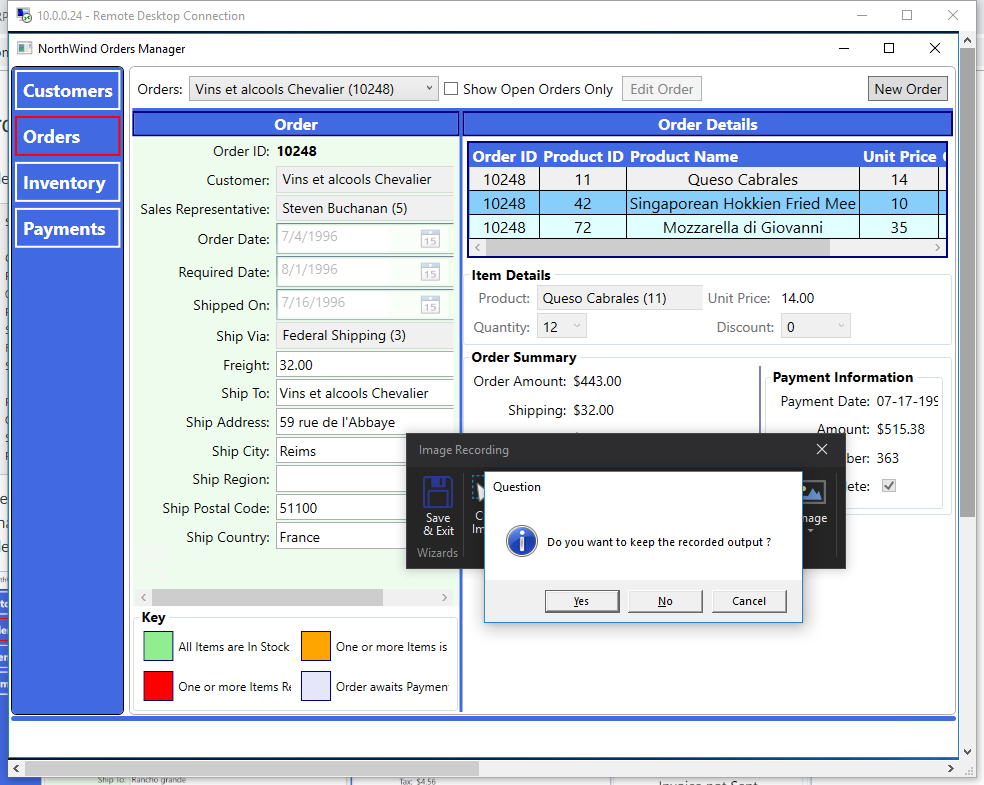 10.0.0.24 - Remote Desktop Connection
NorthWind Orders Manager
Customers
Orders
Inventory
Payments
Orders: Vins et alcools Chevalier (10248) Show Open Orders Only Edit Order New Order
Order
Order ID: 10248
Customer: Vins et alcools Chevalier
Sales Representative: Steven Buchanan (5)
Order Date: 7/4/1996 15
Required Date: 8/1/1996 15
Shipped On: 7/16/1996 15
Ship Via: Federal Shipping (3)
Freight: 32.00
Ship To: Vins et alcools Chevalier
Ship Address: 59 rue de l'Abbaye
Ship City: Reims
Ship Region:
Ship Postal Code: 51100
Ship Country: France
Key
All Items are In Stock One or more Items is
One or more Items Re Order awaits Paymen
Order Details
Order ID Product ID Product Name Unit Price
10248 11 Queso Cabrales 14
10248 42 Singaporean Hokkien Fried Mee 10
10248 72 Mozzarella di Giovanni 35
Item Details
Product: Queso Cabrales (11) Unit Price: 14.00
Quantity: 12 Discount: 0
Order Summary
Order Amount: $443.00
Shipping: $32.00
Payment Information
Payment Date: 07-17-199
Amount: $515.38
ber: 363
ete:
Image Recording
Save
& Exit
Wizards
C
Im
mage
Question
Do you want to keep the recorded output ?
Yes No Cancel
Ship To: Rancho grande
Tax: $4.56
Invoice not Sent